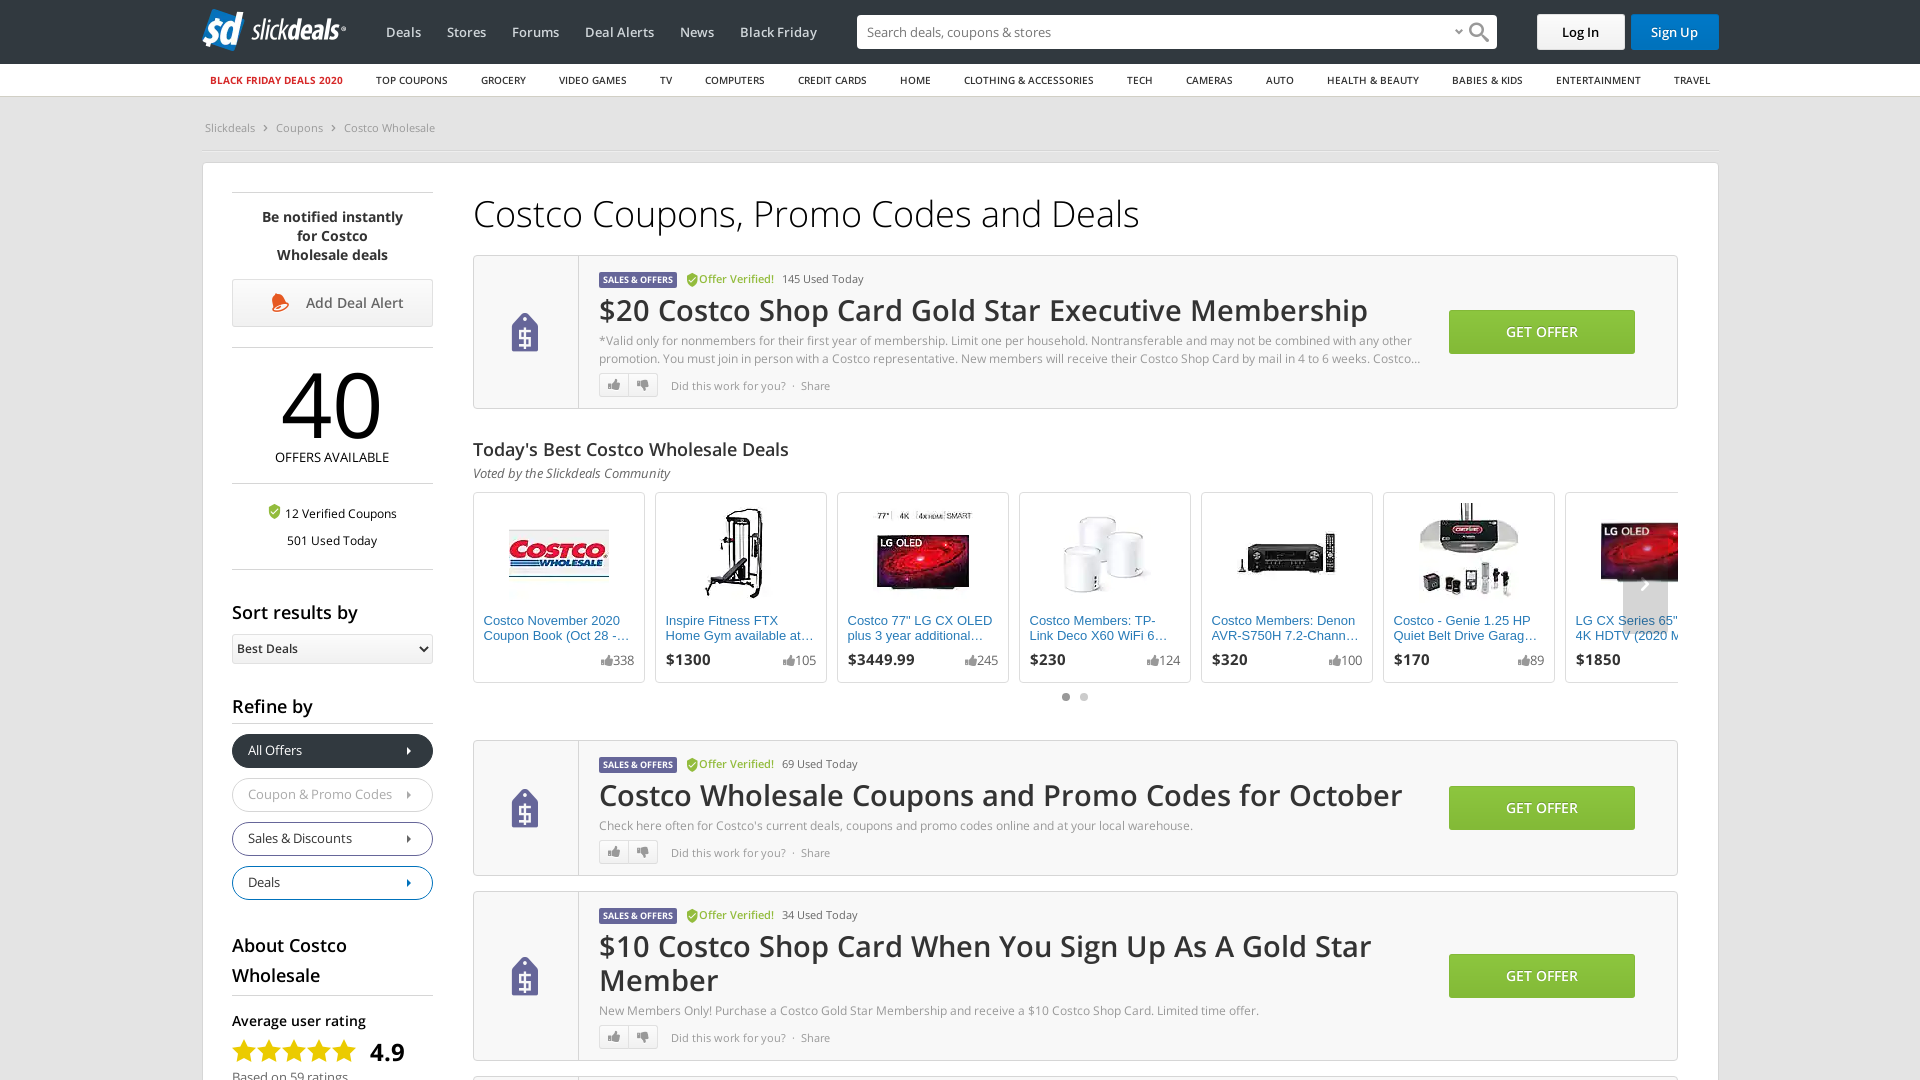 slickdeals
Deals
Stores
Forums
Deal Alerts
News
Black Friday
Search deals, coupons & stores
Log In
Sign Up
BLACK FRIDAY DEALS 2020
TOP COUPONS
GROCERY
VIDEO GAMES
TV
COMPUTERS
CREDIT CARDS
HOME
CLOTHING & ACCESSORIES
TECH
CAMERAS
AUTO
HEALTH & BEAUTY
BABIES & KIDS
ENTERTAINMENT
TRAVEL
Slickdeals
Coupons
Costco Wholesale
Be notified instantly
for Costco
Wholesale deals
Add Deal Alert
40
OFFERS AVAILABLE
12 Verified Coupons
501 Used Today
Sort results by
Best Deals
Refine by
All Offers
Coupon & Promo Codes
Sales & Discounts
Deals
About Costco
Wholesale
Average user rating
4.9
Based on 59 ratings
Costco Coupons, Promo Codes and Deals
SALES & OFFERS Offer Verified! 145 Used Today
$20 Costco Shop Card Gold Star Executive Membership
*Valid only for nonmembers for their first year of membership. Limit one per household. Nontransferable and may not be combined with any other
promotion. You must join in person with a Costco representative. New members will receive their Costco Shop Card by mail in 4 to 6 weeks. Costco...
Did this work for you? · Share
GET OFFER
Today's Best Costco Wholesale Deals
Voted by the Slickdeals Community
COSTCO
WHOLESALE
Costco November 2020
Coupon Book (Oct 28 -...
338
Inspire Fitness FTX
Home Gym available at...
$1300
105
77" 4K 4x HDMI SMART
LG OLED
Costco 77" LG CX OLED
plus 3 year additional...
$3449.99
245
Costco Members: TP-
Link Deco X60 WiFi 6...
$230
124
Costco Members: Denon
AVR-S750H 7.2-Chann...
$320
100
GENIE
Costco - Genie 1.25 HP
Quiet Belt Drive Garag...
$170
89
LG OLED
LG CX Series 65"
4K HDTV (2020 M
$1850
SALES & OFFERS Offer Verified! 69 Used Today
Costco Wholesale Coupons and Promo Codes for October
Check here often for Costco's current deals, coupons and promo codes online and at your local warehouse.
Did this work for you? · Share
GET OFFER
SALES & OFFERS Offer Verified! 34 Used Today
$10 Costco Shop Card When You Sign Up As A Gold Star
Member
New Members Only! Purchase a Costco Gold Star Membership and receive a $10 Costco Shop Card. Limited time offer.
Did this work for you? · Share
GET OFFER